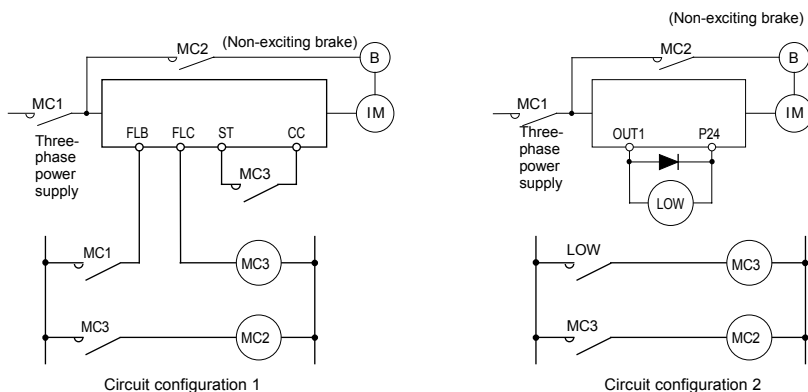 (Non-exciting brake)
MC2
B
MC1
IM
Three-
phase
power
supply
FLB FLC ST CC
MC3
MC1
MC3
MC3
MC2
Circuit configuration 1
(Non-exciting brake)
MC2
B
MC1
IM
Three-
phase
power
supply
OUT1 P24
LOW
LOW
MC3
MC3
MC2
Circuit configuration 2